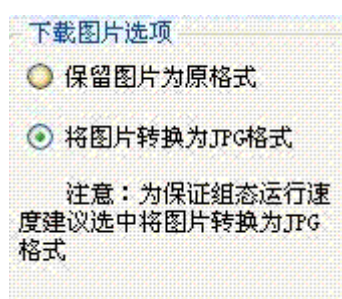 下载图片选项
保留图片为原格式
将图片转换为JPG格式
注意：为保证组态运行速
度建议选中将图片转换为JPG
格式